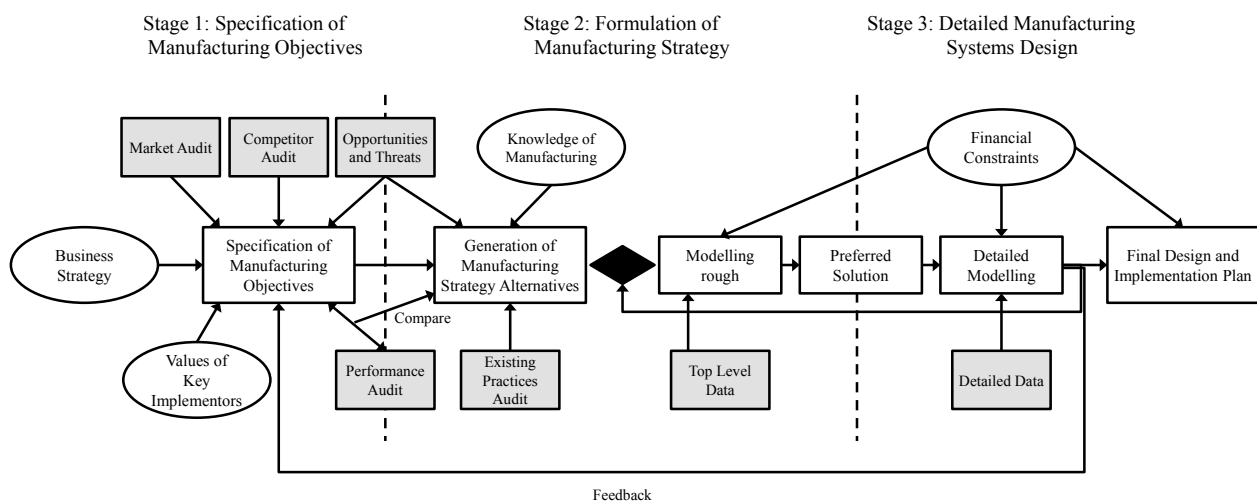 Stage 1: Specification of
Manufacturing Objectives
Stage 2: Formulation of
Manufacturing Strategy
Stage 3: Detailed Manufacturing
Systems Design
Market Audit
Competitor
Audit
Opportunities
and Threats
Knowledge of
Manufacturing
Financial
Constraints
Business
Strategy
Specification of
Manufacturing
Objectives
Generation of
Manufacturing
Strategy Alternatives
Modelling
rough
Preferred
Solution
Detailed
Modelling
Final Design and
Implementation Plan
Compare
Values of
Key
Implementors
Performance
Audit
Existing
Practices
Audit
Top Level
Data
Detailed Data
Feedback